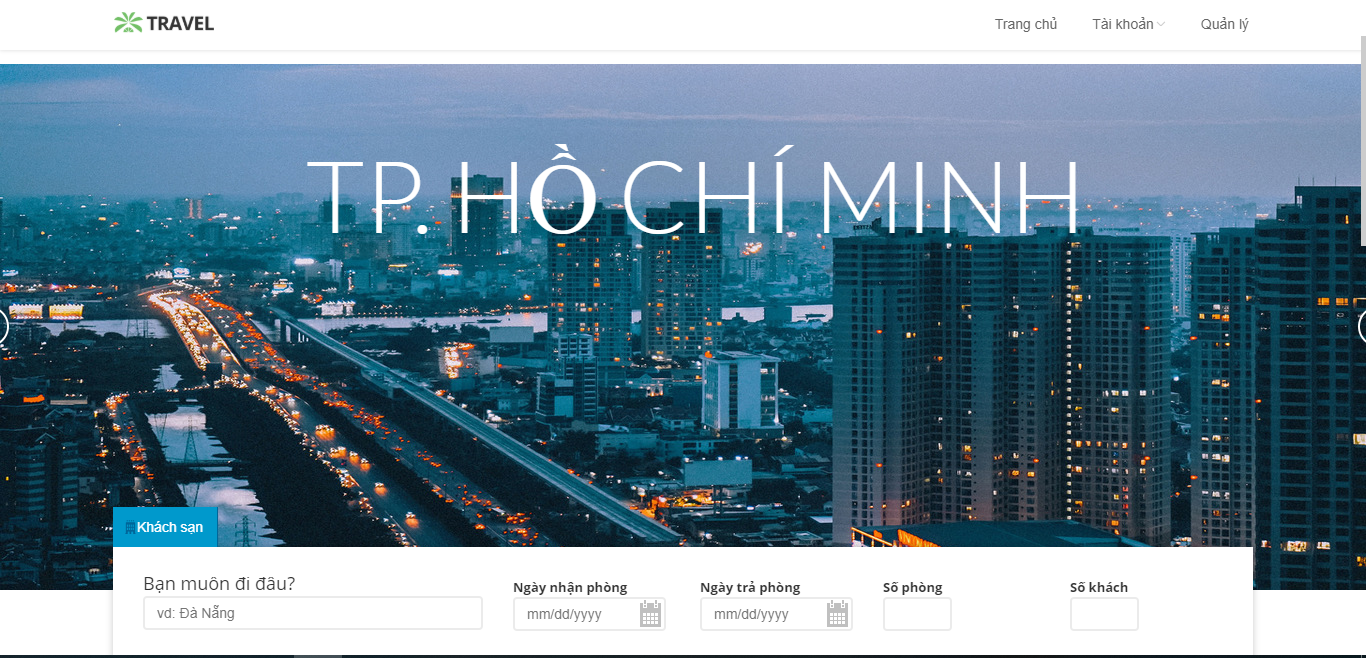 TRAVEL
Trang chủ
Tài khoản
Quản lý
TP. HỒ CHÍ MINH
Khách sạn
Bạn muôn đi đâu?
vd: Đà Nẵng
Ngày nhận phòng
mm/dd/yyyy
Ngày trả phòng
mm/dd/yyyy
Số phòng
Số khách